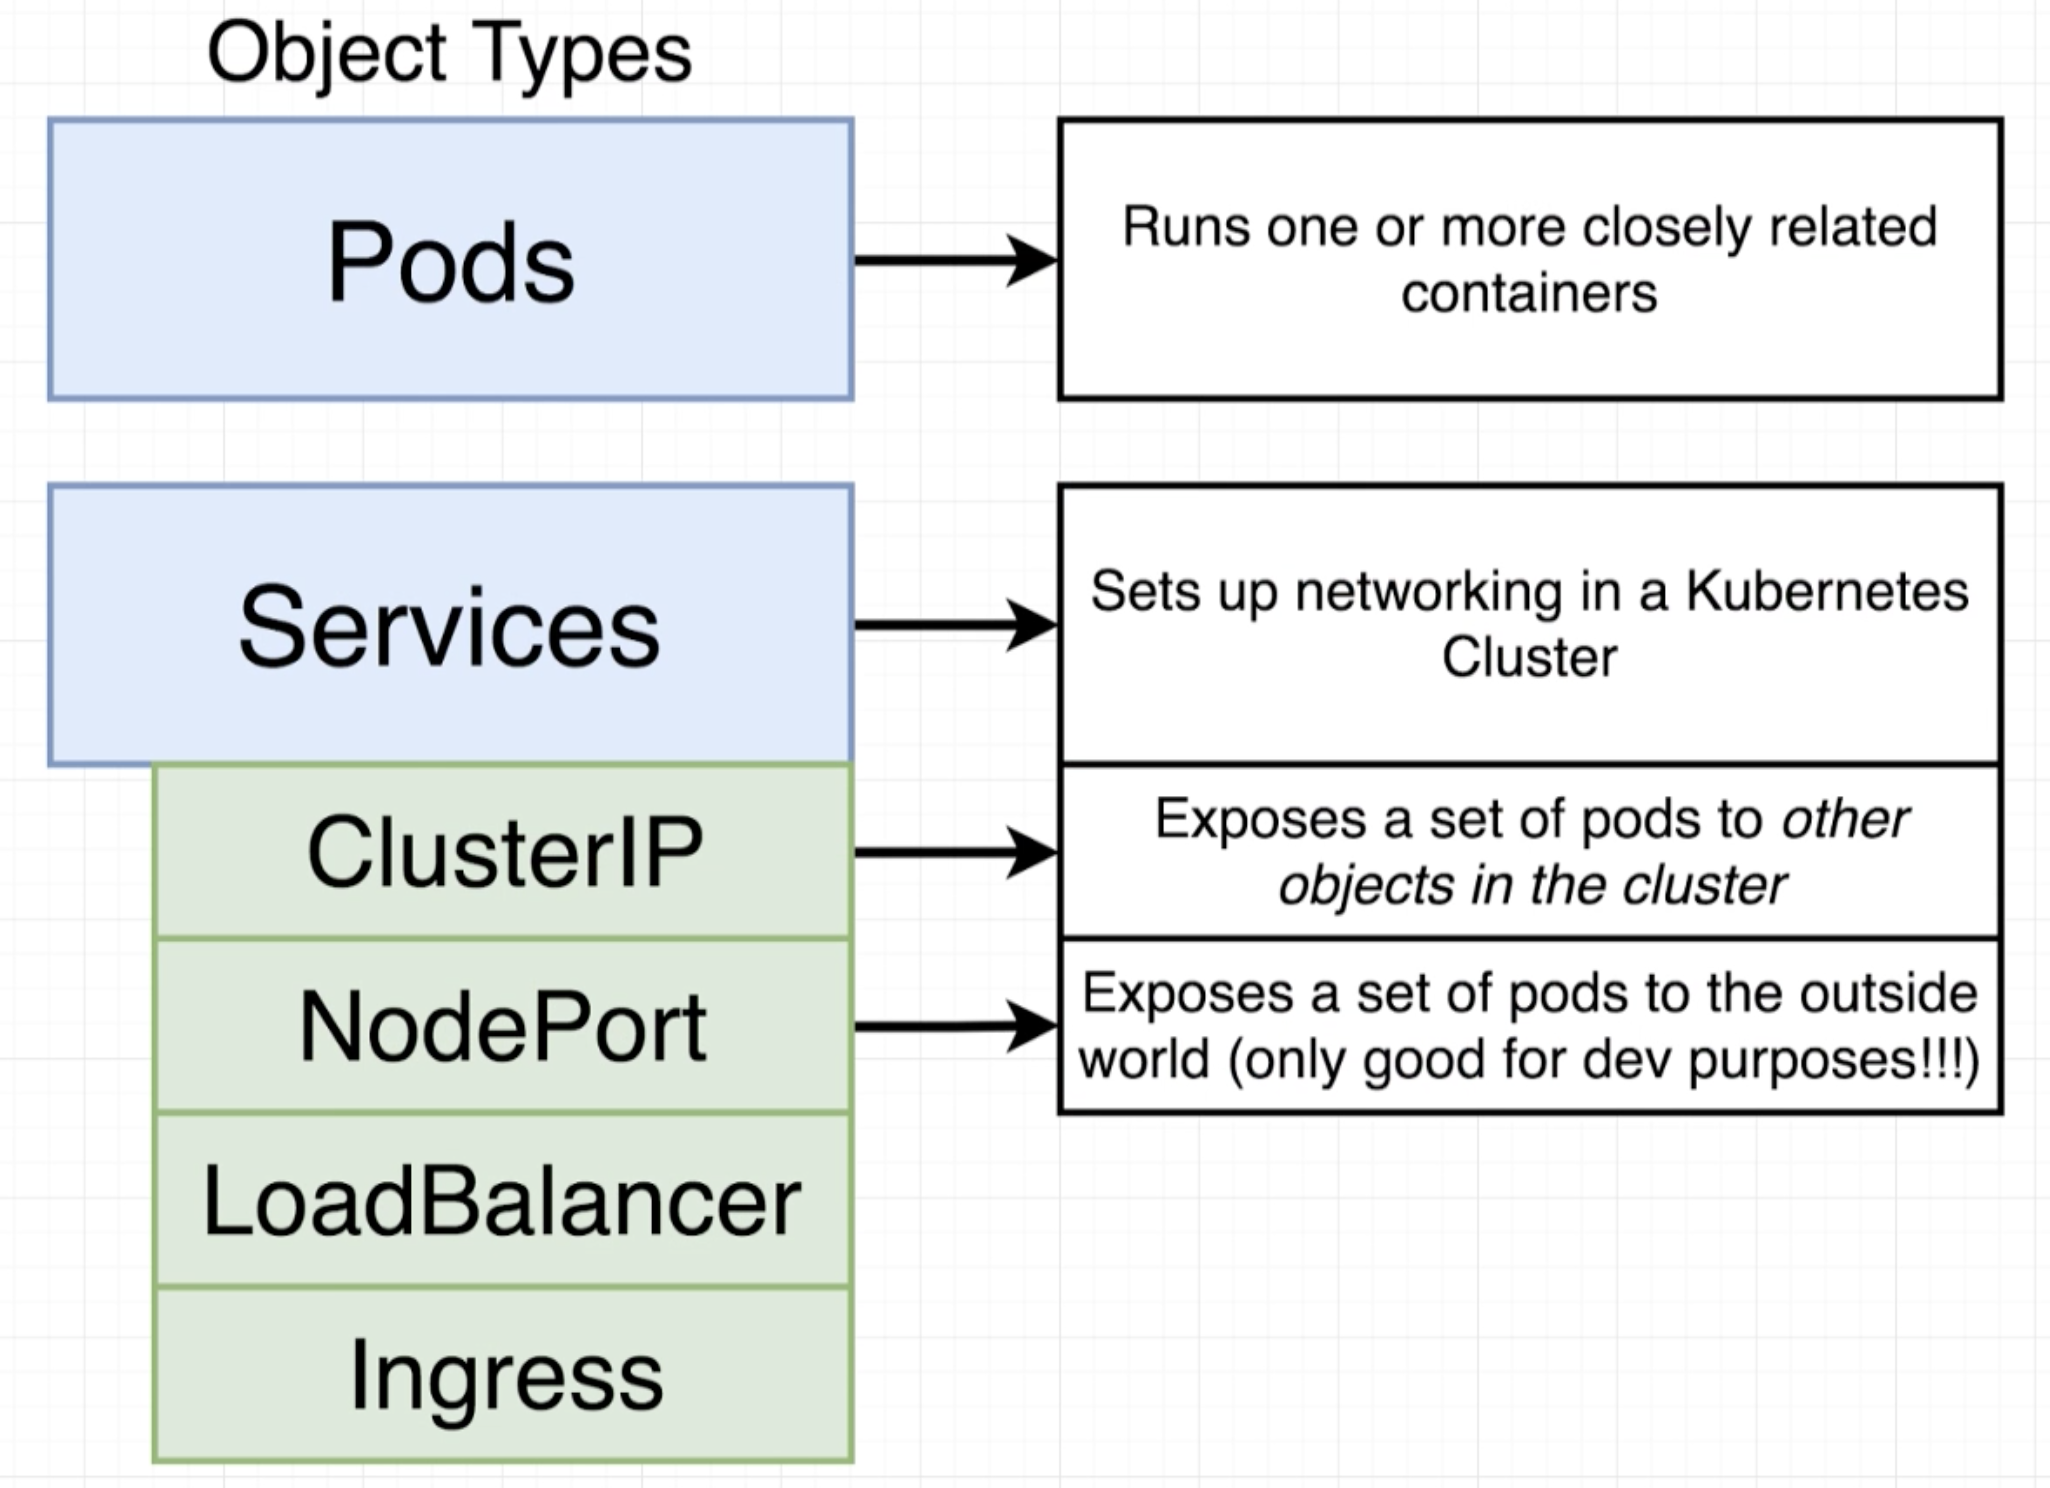 Object Types
Pods
Runs one or more closely related
containers
Services
Sets up networking in a Kubernetes
Cluster
ClusterIP
Exposes a set of pods to other
objects in the cluster
NodePort
Exposes a set of pods to the outside
world (only good for dev purposes!!!)
LoadBalancer
Ingress